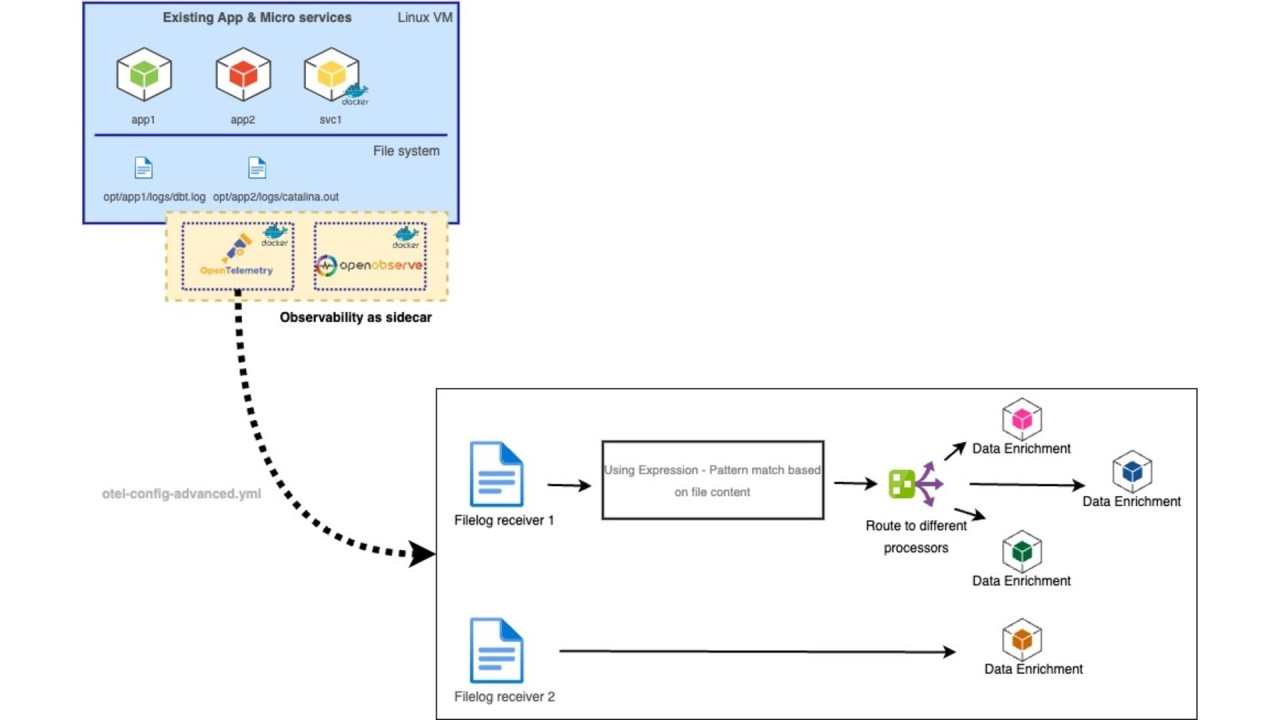 Existing App & Micro services
Linux VM
docker
app1
app2
svc1
File system
opt/app1/logs/dbt.log
opt/app2/logs/catalina.out
docker
docker
OpenTelemetry
openobserve
Observability as sidecar
otel-config-advanced.yml
Filelog receiver 1
Using Expression - Pattern match based
on file content
Route to different
processors
Data Enrichment
Data Enrichment
Data Enrichment
Filelog receiver 2
Data Enrichment